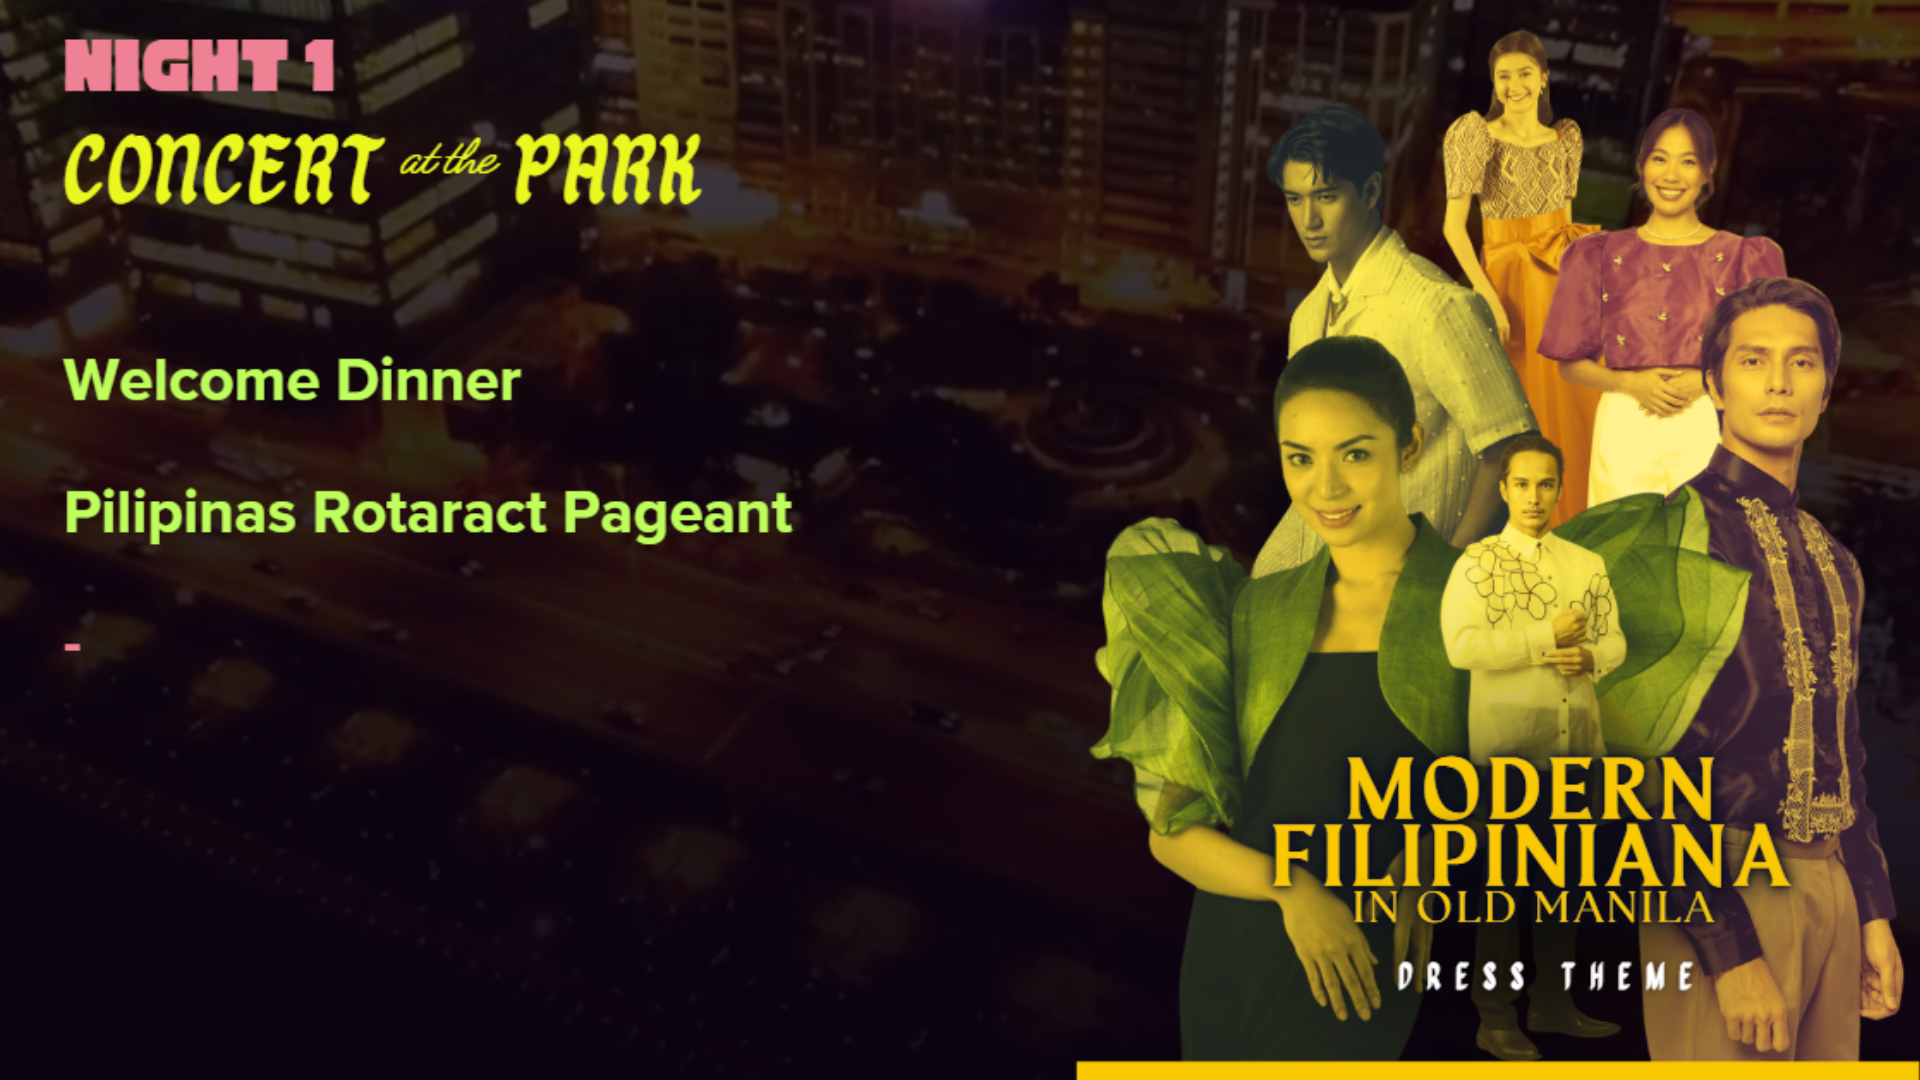 NIGHT 1
CONCERT at the PARK
Welcome Dinner
Pilipinas Rotaract Pageant
-
MODERN
FILIPINIANA
IN OLD MANILA
DRESS THEME